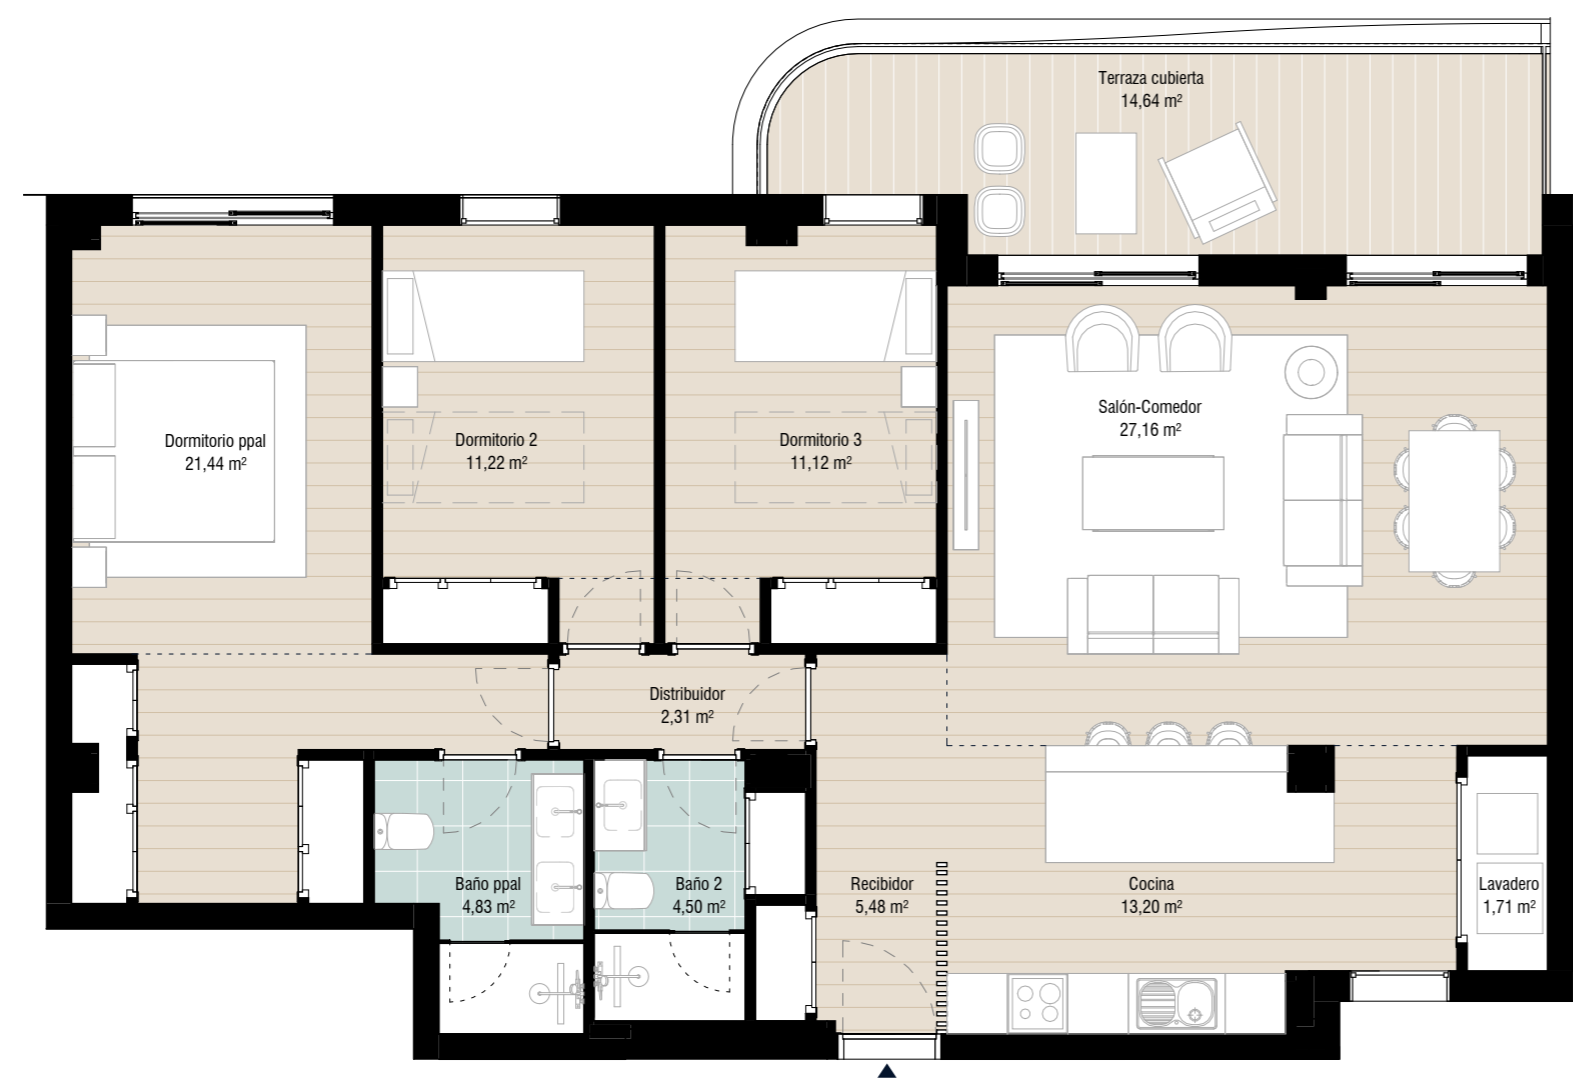 Terraza cubierta
14,64 m²
Salón-Comedor
27,16 m²
Dormitorio ppal
21,44 m²
Dormitorio 2
11,22 m²
Dormitorio 3
11,12 m²
Distribuidor
2,31 m²
Baño ppal
4,83 m²
Baño 2
4,50 m²
Recibidor
5,48 m²
Cocina
13,20 m²
Lavadero
1,71 m²